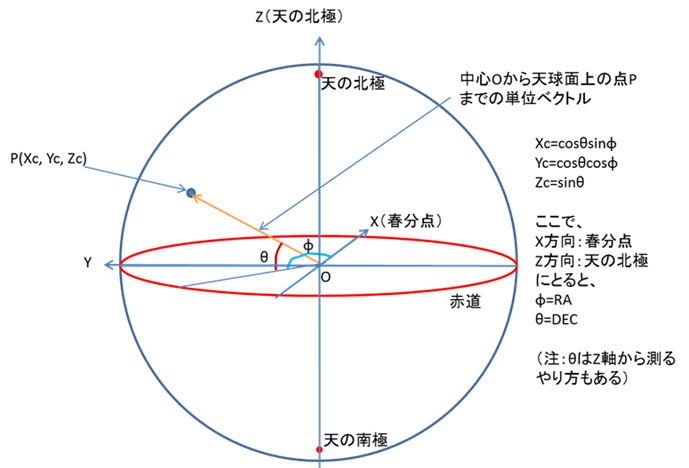 Z（天の北極）
天の北極
中心Oから天球面上の点P
までの単位ベクトル
P(Xc, Yc, Zc)
Xc=cosθsinφ
Yc=cosθcosφ
Zc=sinθ
X（春分点）
φ
θ
Y
O
ここで、
X方向：春分点
Z方向：天の北極
にとると、
φ=RA
θ=DEC
赤道
（注：θはZ軸から測る
やり方もある）
天の南極